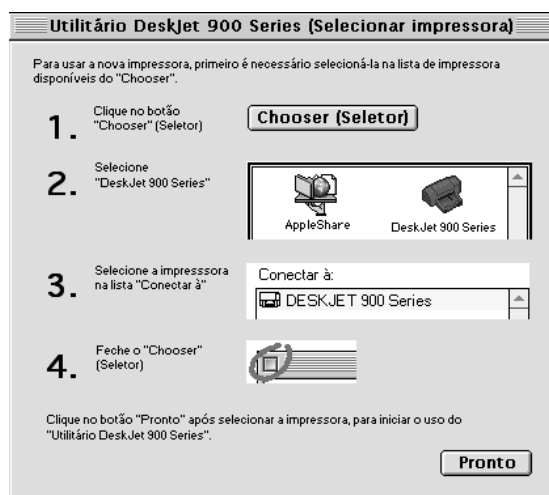 Utilitário DeskJet 900 Series (Selecionar impressora)
Para usar a nova impressora, primeiro é necessário selecioná-la na lista de impressora
disponíveis do "Chooser".
1.
Clique no botão
"Chooser" (Seletor)
Chooser (Seletor)
2.
Selecione
"DeskJet 900 Series"
AppleShare
DeskJet 900 Series
3.
Selecione a impresssora
na lista "Conectar à"
Conectar à:
DESKJET 900 Series
4.
Feche o "Chooser"
(Seletor)
Clique no botão "Pronto" após selecionar a impressora, para iniciar o uso do
"Utilitário DeskJet 900 Series".
Pronto